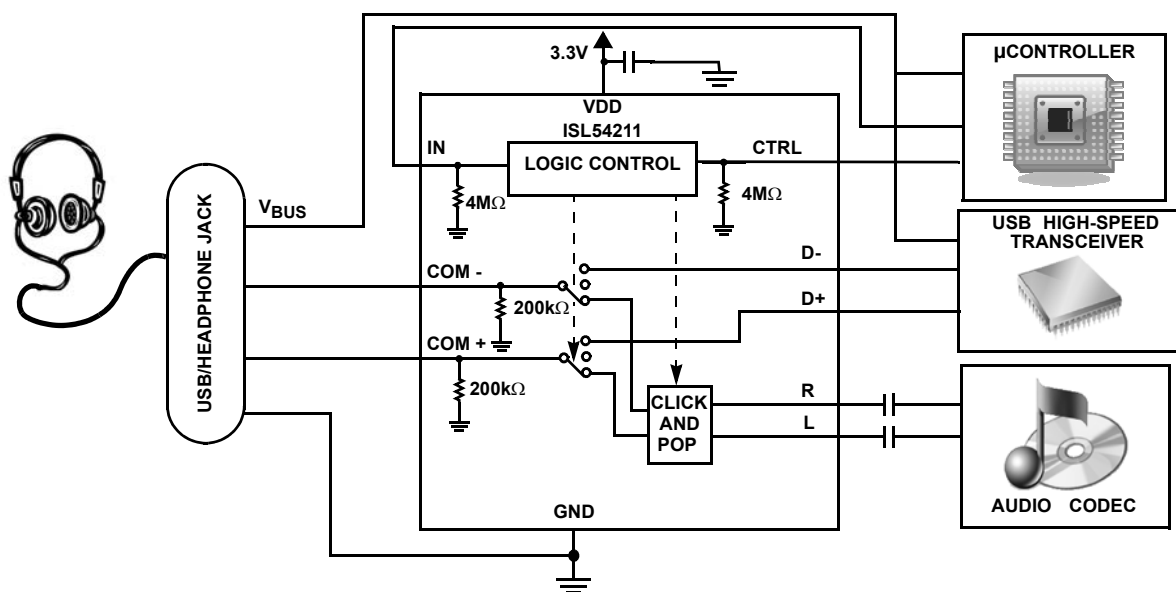 3.3V
µCONTROLLER
VDD
ISL54211
IN
LOGIC CONTROL
CTRL
4MΩ
4MΩ
USB/HEADPHONE JACK
VBUS
USB HIGH-SPEED
TRANSCEIVER
COM -
D-
200kΩ
D+
COM +
200kΩ
CLICK
AND
POP
R
L
AUDIO CODEC
GND